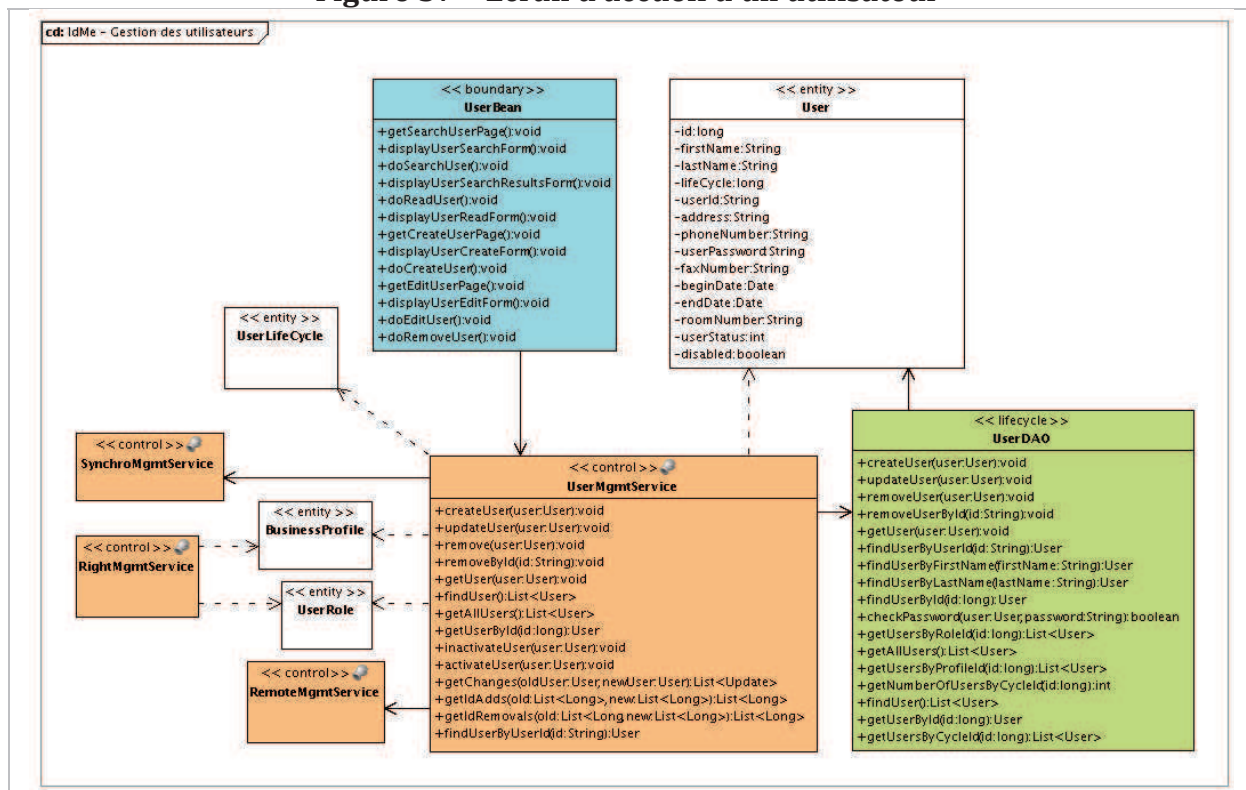 Figure 37 – Écran d'accueil d'un utilisateur
cd: IdMe - Gestion des utilisateurs
<< boundary >>
UserBean
+getSearchUserPage():void
+displayUserSearchForm():void
+doSearchUser():void
+displayUserSearchResultsForm():void
+doReadUser():void
+displayUserReadForm():void
+getCreateUserPage():void
+displayUserCreateForm():void
+doCreateUser():void
+getEditUserPage():void
+displayUserEditForm():void
+doEditUser():void
+doRemoveUser():void
<< entity >>
User
-id:long
-firstName:String
-lastName:String
-lifeCycle:long
-userId:String
-address:String
-phoneNumber:String
-userPassword:String
-faxNumber:String
-beginDate:Date
-endDate:Date
-roomNumber:String
-userStatus:int
-disabled:boolean
<< entity >>
UserLifeCycle
<< control >>
SynchroMgmtService
<< entity >>
BusinessProfile
<< control >>
RightMgmtService
<< entity >>
UserRole
<< control >>
RemoteMgmtService
<< control >>
UserMgmtService
+createUser(user:User):void
+updateUser(user:User):void
+remove(user:User):void
+removeById(id:String):void
+getUser(user:User):void
+findUser():List<User>
+getAllUsers():List<User>
+getUserById(id:long):User
+inactivateUser(user:User):void
+activateUser(user:User):void
+getChanges(oldUser:User,newUser:User):List<Update>
+getIdAdds(old:List<Long>,new:List<Long>):List<Long>
+getIdRemovals(old:List<Long,new:List<Long>):List<Long>
+findUserByUserId(id:String):User
<< lifecycle >>
UserDAO
+createUser(user:User):void
+updateUser(user:User):void
+removeUser(user:User):void
+removeUserById(id:String):void
+getUser(user:User):void
+findUserByUserId(id:String):User
+findUserByFirstName(firstName:String):User
+findUserByLastName(lastName:String):User
+findUserById(id:long):User
+checkPassword(user:User,password:String):boolean
+getUsersByRoleId(id:long):List<User>
+getAllUsers():List<User>
+getUsersByProfileId(id:long):List<User>
+getNumberOfUsersByCycleId(id:long):int
+findUser():List<User>
+getUserById(id:long):User
+getUsersByCycleId(id:long):List<User>